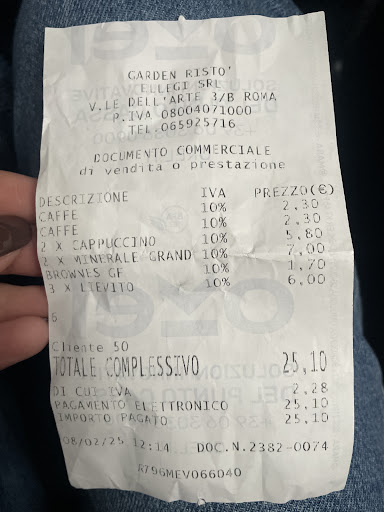 GARDEN RISTO'
ELLEGI SRL
V.LE DELL'ARTE 3/B ROMA
P.IVA 08004071000
TEL.065925716
DOCUMENTO COMMERCIALE
di vendita o prestazione
DESCRIZIONE IVA PREZZO(€)
CAFFE 10% 2,30
CAFFE 10% 2,30
2 X CAPPUCCINO 10% 5,80
2 X MINERALE GRAND 10% 7,00
BROWNES GF 10% 1,70
3 X LIEVITO 10% 6,00
6
Cliente 50
TOTALE COMPLESSIVO 25,10
DI CUI IVA 2,28
PAGAMENTO ELETTRONICO 25,10
IMPORTO PAGATO 25,10
08/02/25 12:14 DOC.N.2382-0074
R796MEV066040